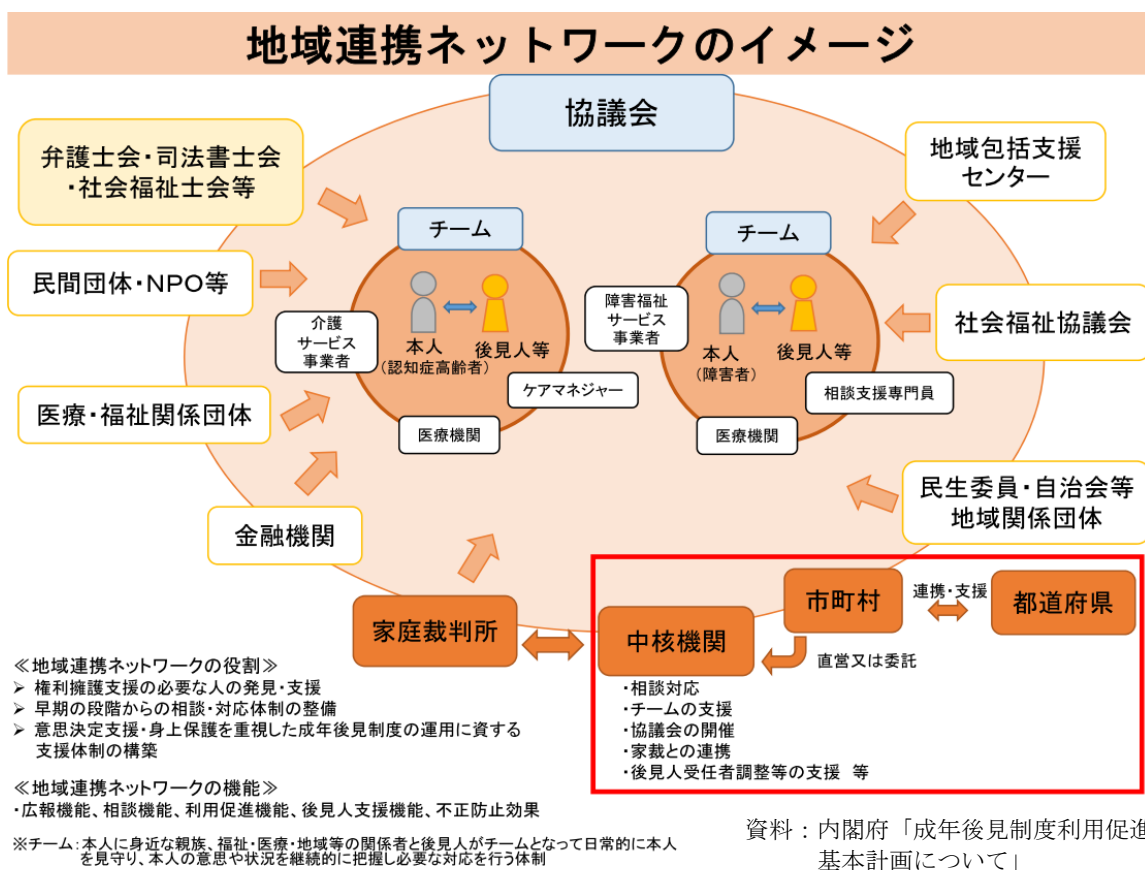 地域連携ネットワークのイメージ
協議会
弁護士会・司法書士会
・社会福祉士会等
地域包括支援
センター
チーム
チーム
民間団体・NPO等
介護
サービス
事業者
本人
(認知症高齢者)
後見人等
ケアマネジャー
医療機関
障害福祉
サービス
事業者
本人
(障害者)
後見人等
相談支援専門員
医療機関
社会福祉協議会
医療・福祉関係団体
金融機関
民生委員・自治会等
地域関係団体
家庭裁判所
中核機関
市町村
連携・支援
都道府県
直営又は委託
・相談対応
・チームの支援
・協議会の開催
・家裁との連携
・後見人受任者調整等の支援 等
≪地域連携ネットワークの役割≫
➢ 権利擁護支援の必要な人の発見・支援
➢ 早期の段階からの相談・対応体制の整備
➢ 意思決定支援・身上保護を重視した成年後見制度の運用に資する
支援体制の構築
≪地域連携ネットワークの機能≫
・広報機能、相談機能、利用促進機能、後見人支援機能、不正防止効果
※チーム:本人に身近な親族、福祉・医療・地域等の関係者と後見人がチームとなって日常的に本人
を見守り、本人の意思や状況を継続的に把握し必要な対応を行う体制
資料:内閣府「成年後見制度利用促進
基本計画について」